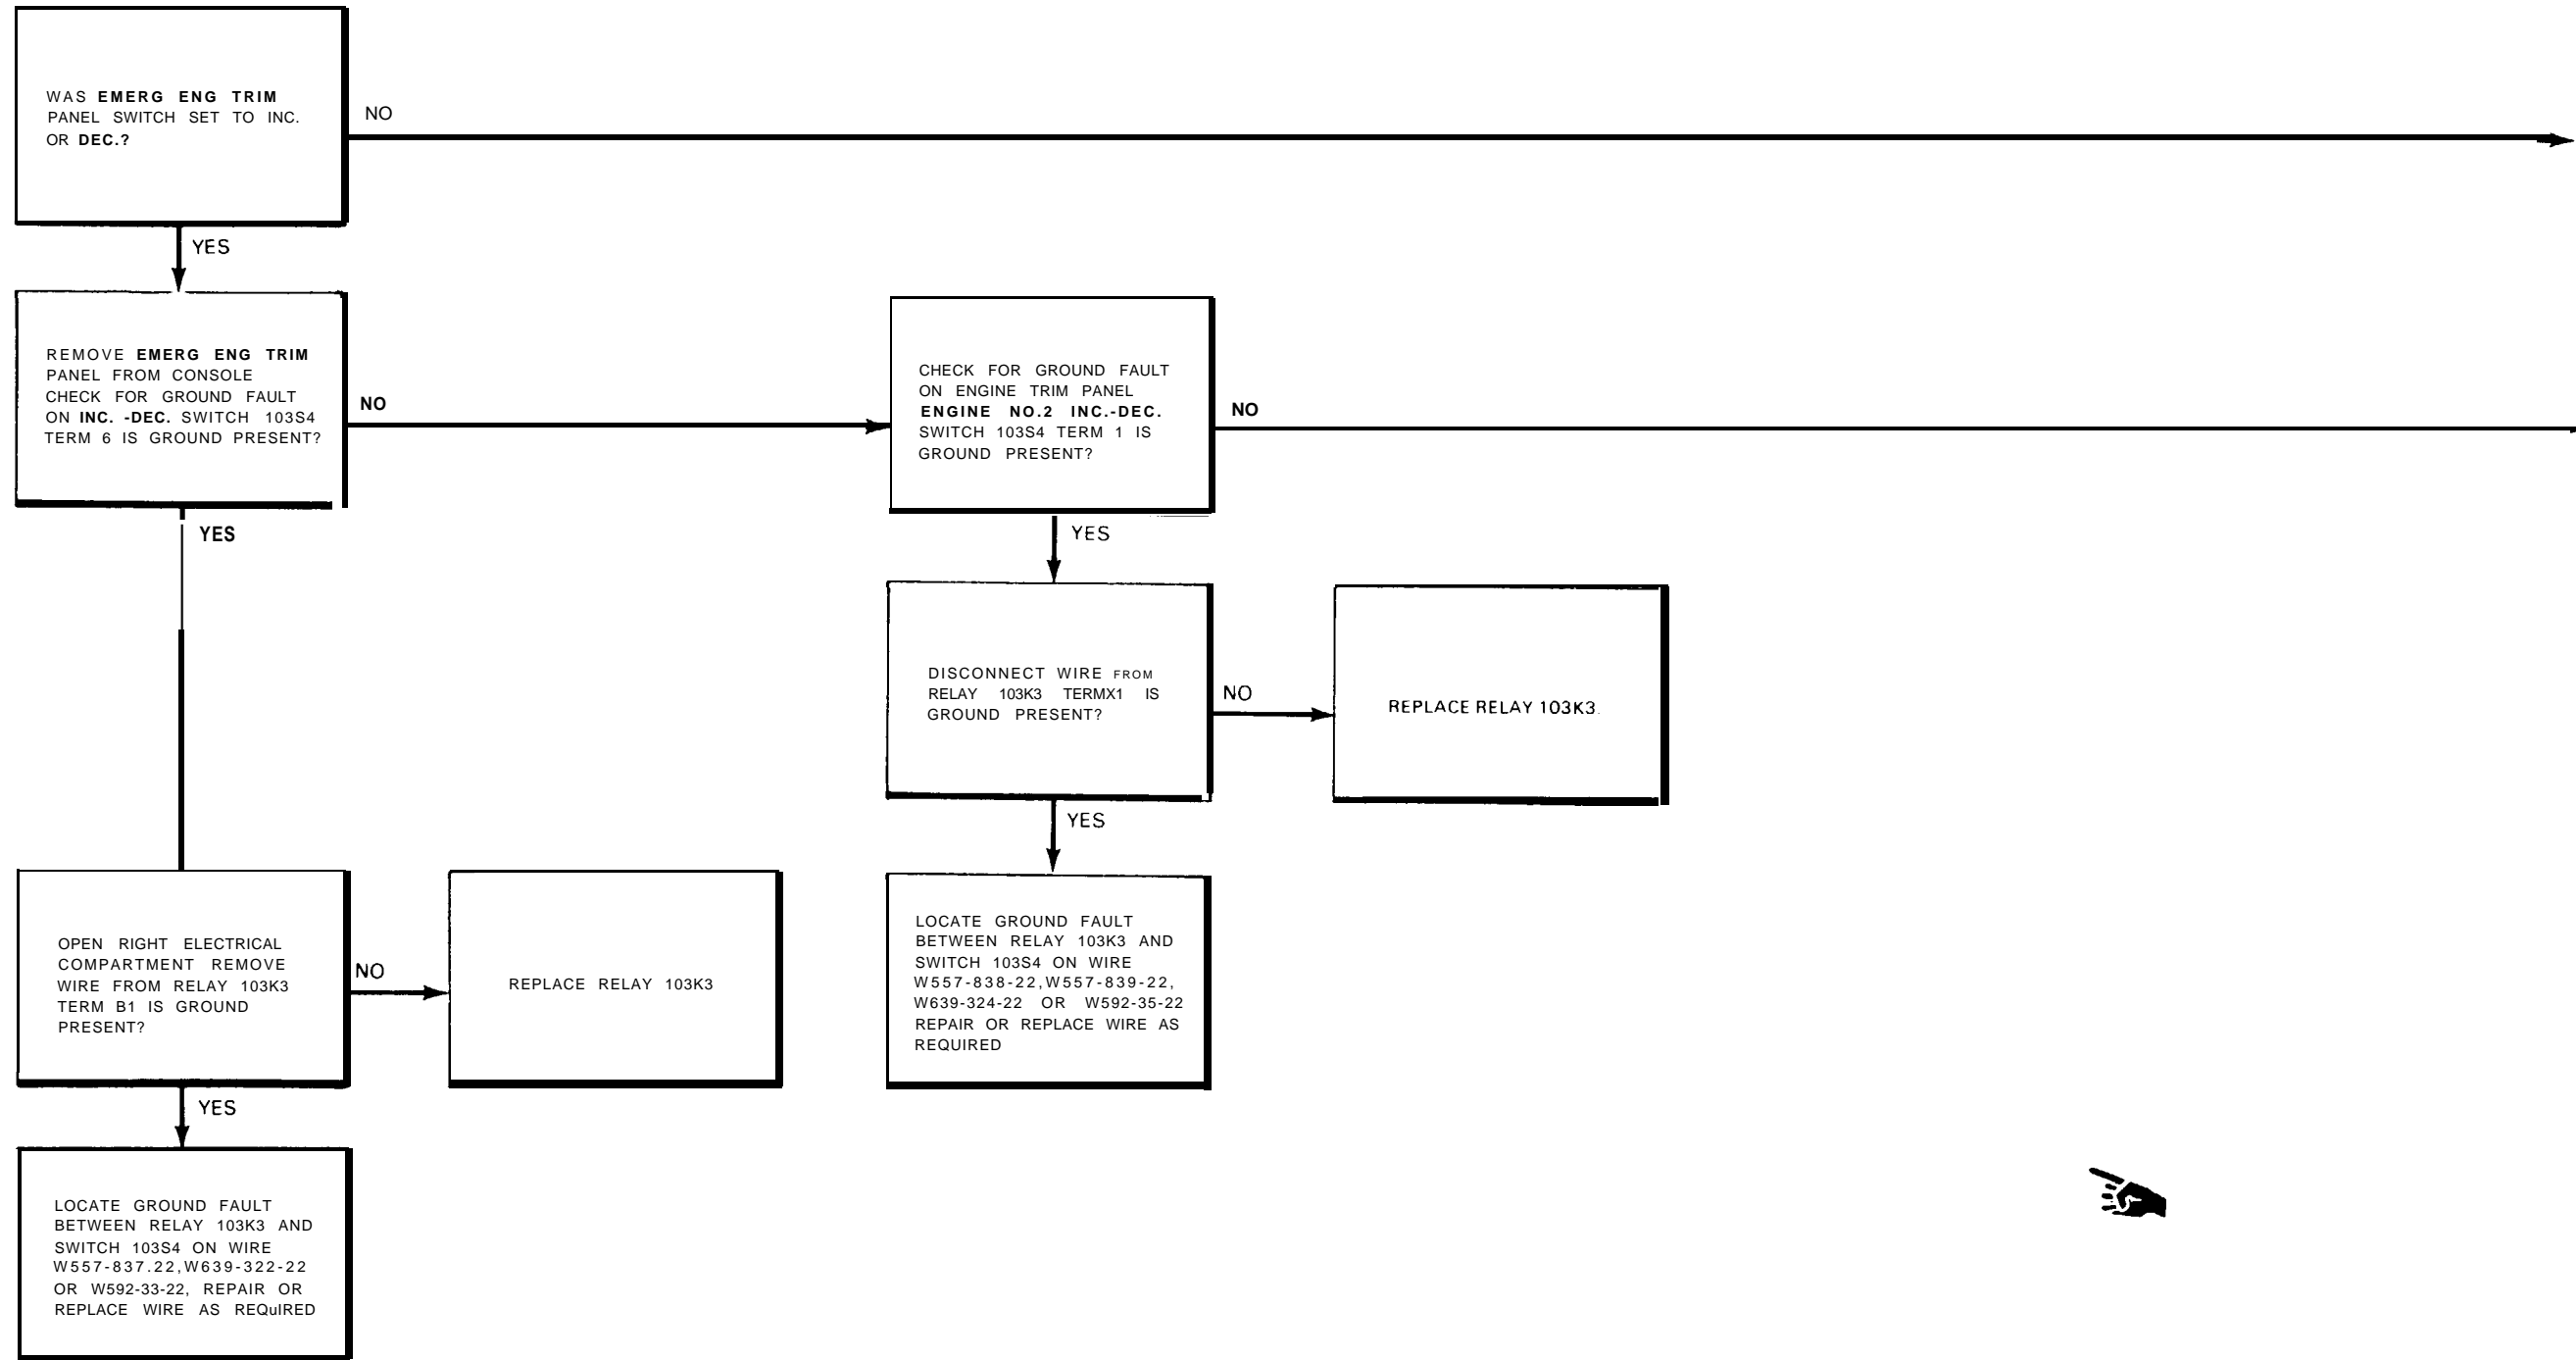 WAS EMERG ENG TRIM
PANEL SWITCH SET TO INC.
OR DEC.?
NO
YES
REMOVE EMERG ENG TRIM
PANEL FROM CONSOLE
CHECK FOR GROUND FAULT
ON INC. -DEC. SWITCH 103S4
TERM 6 IS GROUND PRESENT?
NO
YES
CHECK FOR GROUND FAULT
ON ENGINE TRIM PANEL
ENGINE NO.2 INC.-DEC.
SWITCH 103S4 TERM 1 IS
GROUND PRESENT?
NO
YES
DISCONNECT WIRE FROM
RELAY 103K3 TERMX1 IS
GROUND PRESENT?
NO
REPLACE RELAY 103K3.
YES
OPEN RIGHT ELECTRICAL
COMPARTMENT REMOVE
WIRE FROM RELAY 103K3
TERM B1 IS GROUND
PRESENT?
NO
REPLACE RELAY 103K3
LOCATE GROUND FAULT
BETWEEN RELAY 103K3 AND
SWITCH 103S4 ON WIRE
W557-838-22,W557-839-22,
W639-324-22 OR W592-35-22
REPAIR OR REPLACE WIRE AS
REQUIRED
YES
LOCATE GROUND FAULT
BETWEEN RELAY 103K3 AND
SWITCH 103S4 ON WIRE
W557-837.22,W639-322-22
OR W592-33-22, REPAIR OR
REPLACE WIRE AS REQuIRED